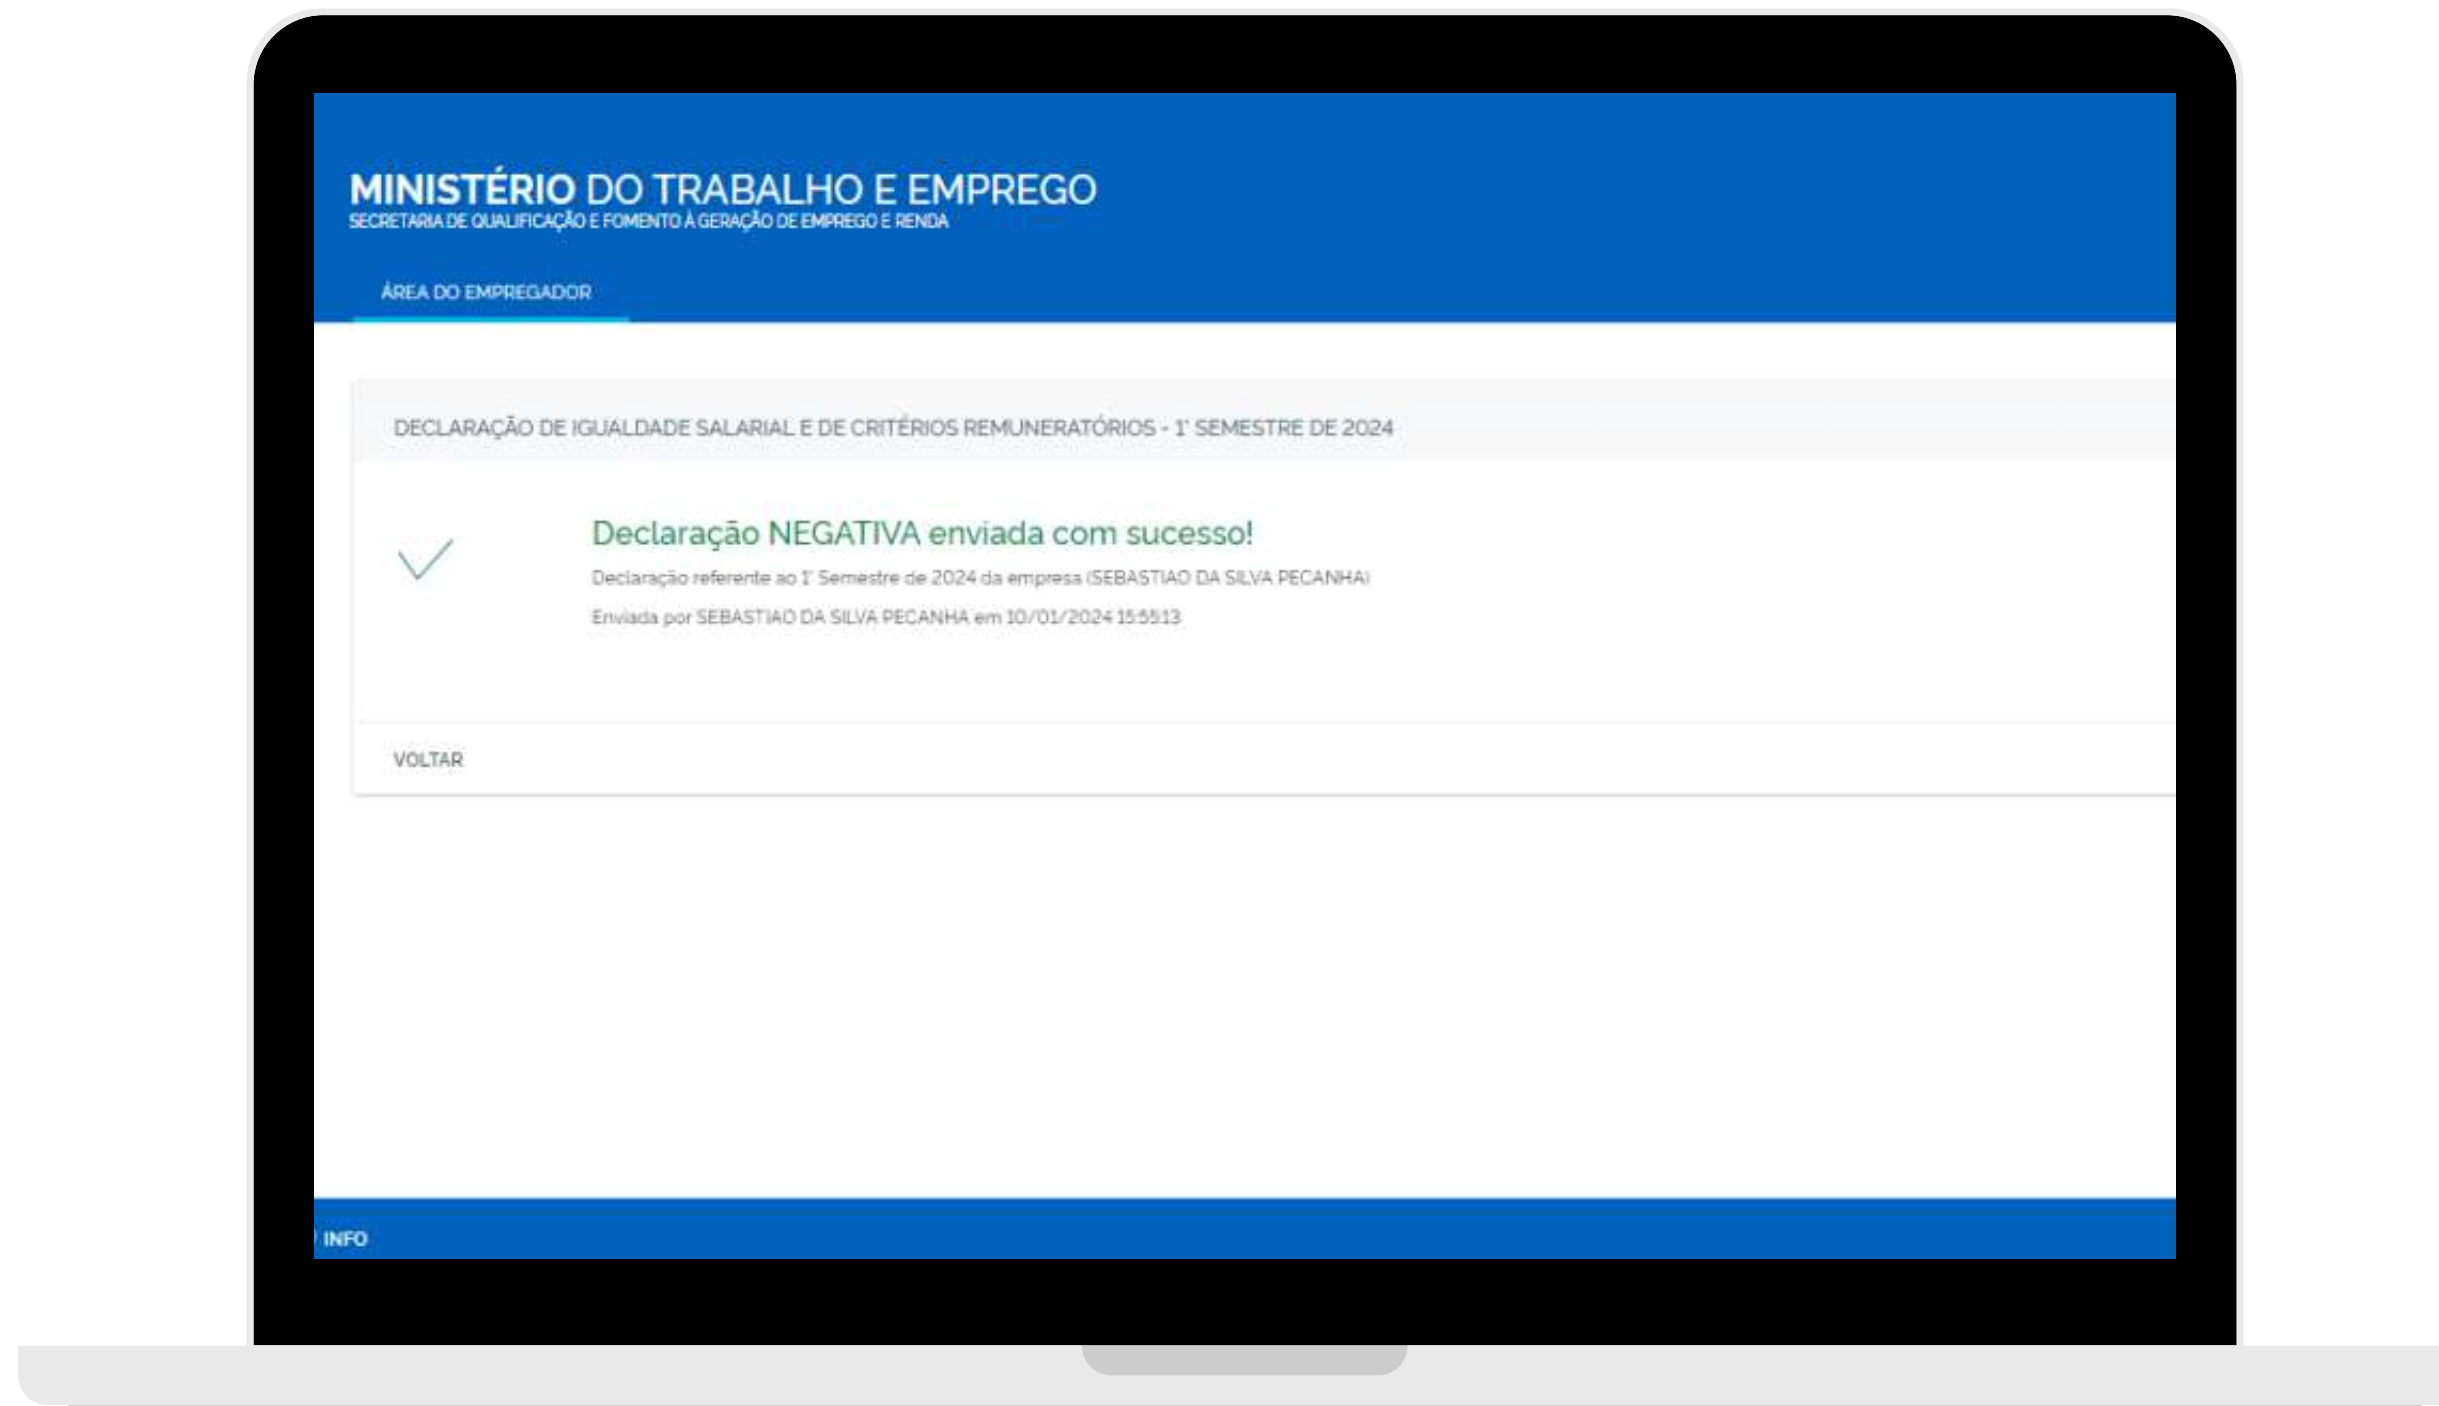 MINISTÉRIO DO TRABALHO E EMPREGO
SECRETARIA DE QUALIFICAÇÃO E FOMENTO À GERAÇÃO DE EMPREGO E RENDA
ÁREA DO EMPREGADOR
DECLARAÇÃO DE IGUALDADE SALARIAL E DE CRITÉRIOS REMUNERATÓRIOS - 1° SEMESTRE DE 2024
Declaração NEGATIVA enviada com sucesso!
Declaração referente ao 1° Semestre de 2024 da empresa (SEBASTIAO DA SILVA PECANHA)
Enviada por SEBASTIAO DA SILVA PECANHA em 10/01/2024 15:55:13
VOLTAR
INFO